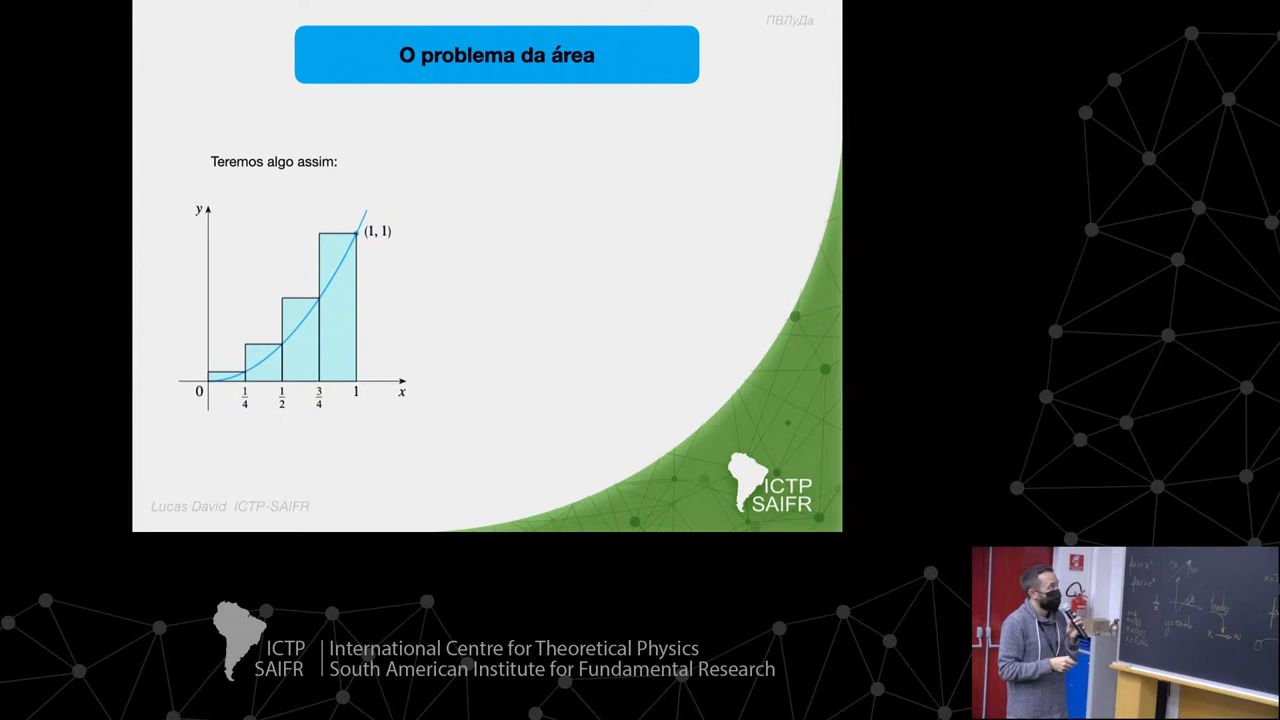 ПВЛуДа
O problema da área
Teremos algo assim:
y
(1, 1)
0
1/4
1/2
3/4
1
x
Lucas David ICTP-SAIFR
ICTP
SAIFR
ICTP
SAIFR
International Centre for Theoretical Physics
South American Institute for Fundamental Research